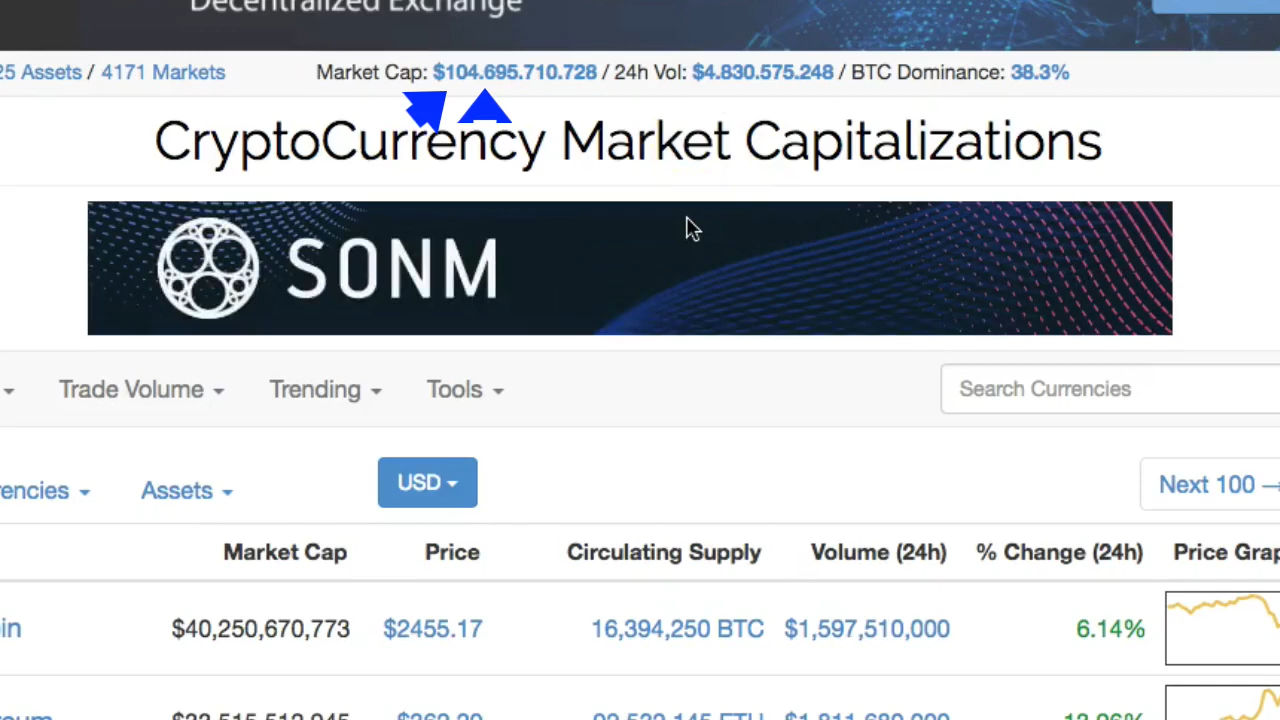 Decentralized Exchange
25 Assets / 4171 Markets Market Cap: $104.695.710.728 / 24h Vol: $4.830.575.248 / BTC Dominance: 38.3%
CryptoCurrency Market Capitalizations
SONM
Trade Volume Trending Tools Search Currencies
rencies Assets USD Next 100 →
Market Cap Price Circulating Supply Volume (24h) % Change (24h) Price Grap
in $40,250,670,773 $2455.17 16,394,250 BTC $1,597,510,000 6.14%